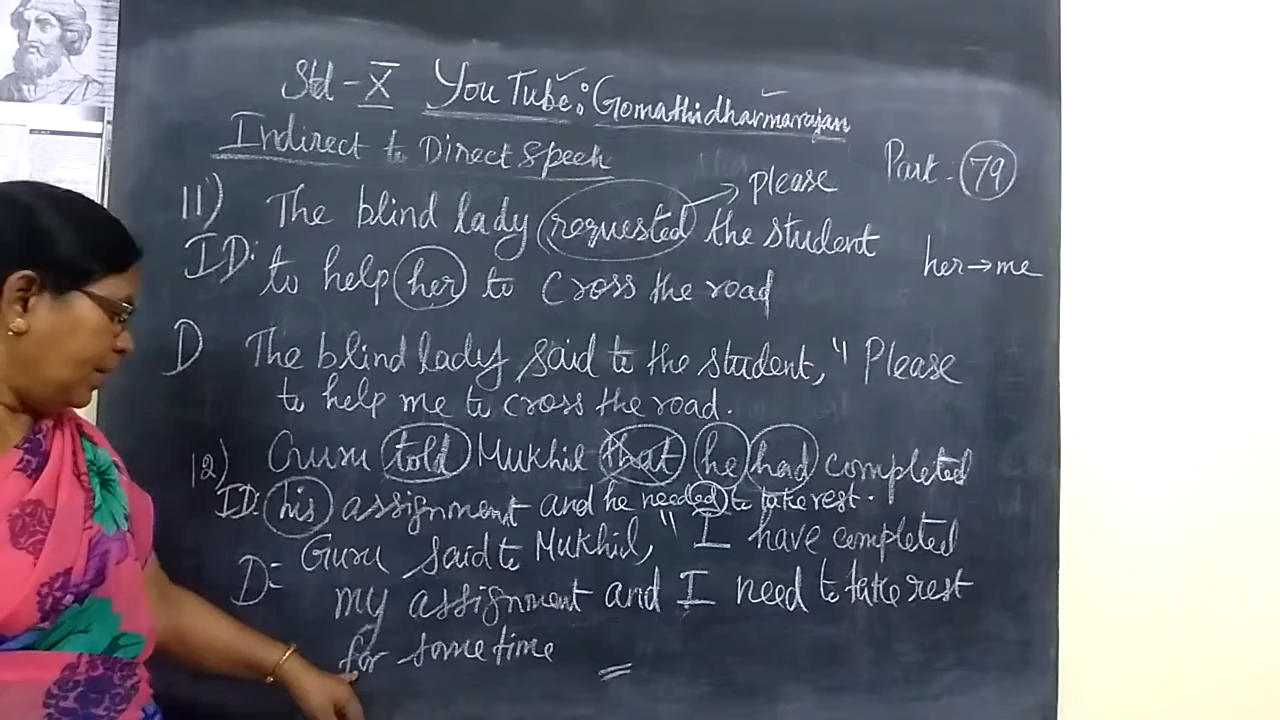 Std - X YouTube: Gomathidharmarajan
Indirect to Direct Speech
Part - 79
please
11) The blind lady requested the student
ID: to help her to cross the road
her → me
D The blind lady said to the student, " Please
to help me to cross the road.
12) Guru told Mukhil that he had completed
ID: his assignment and he needed to take rest.
D:- Guru said to Mukhil, " I have completed
my assignment and I need to take rest
for some time